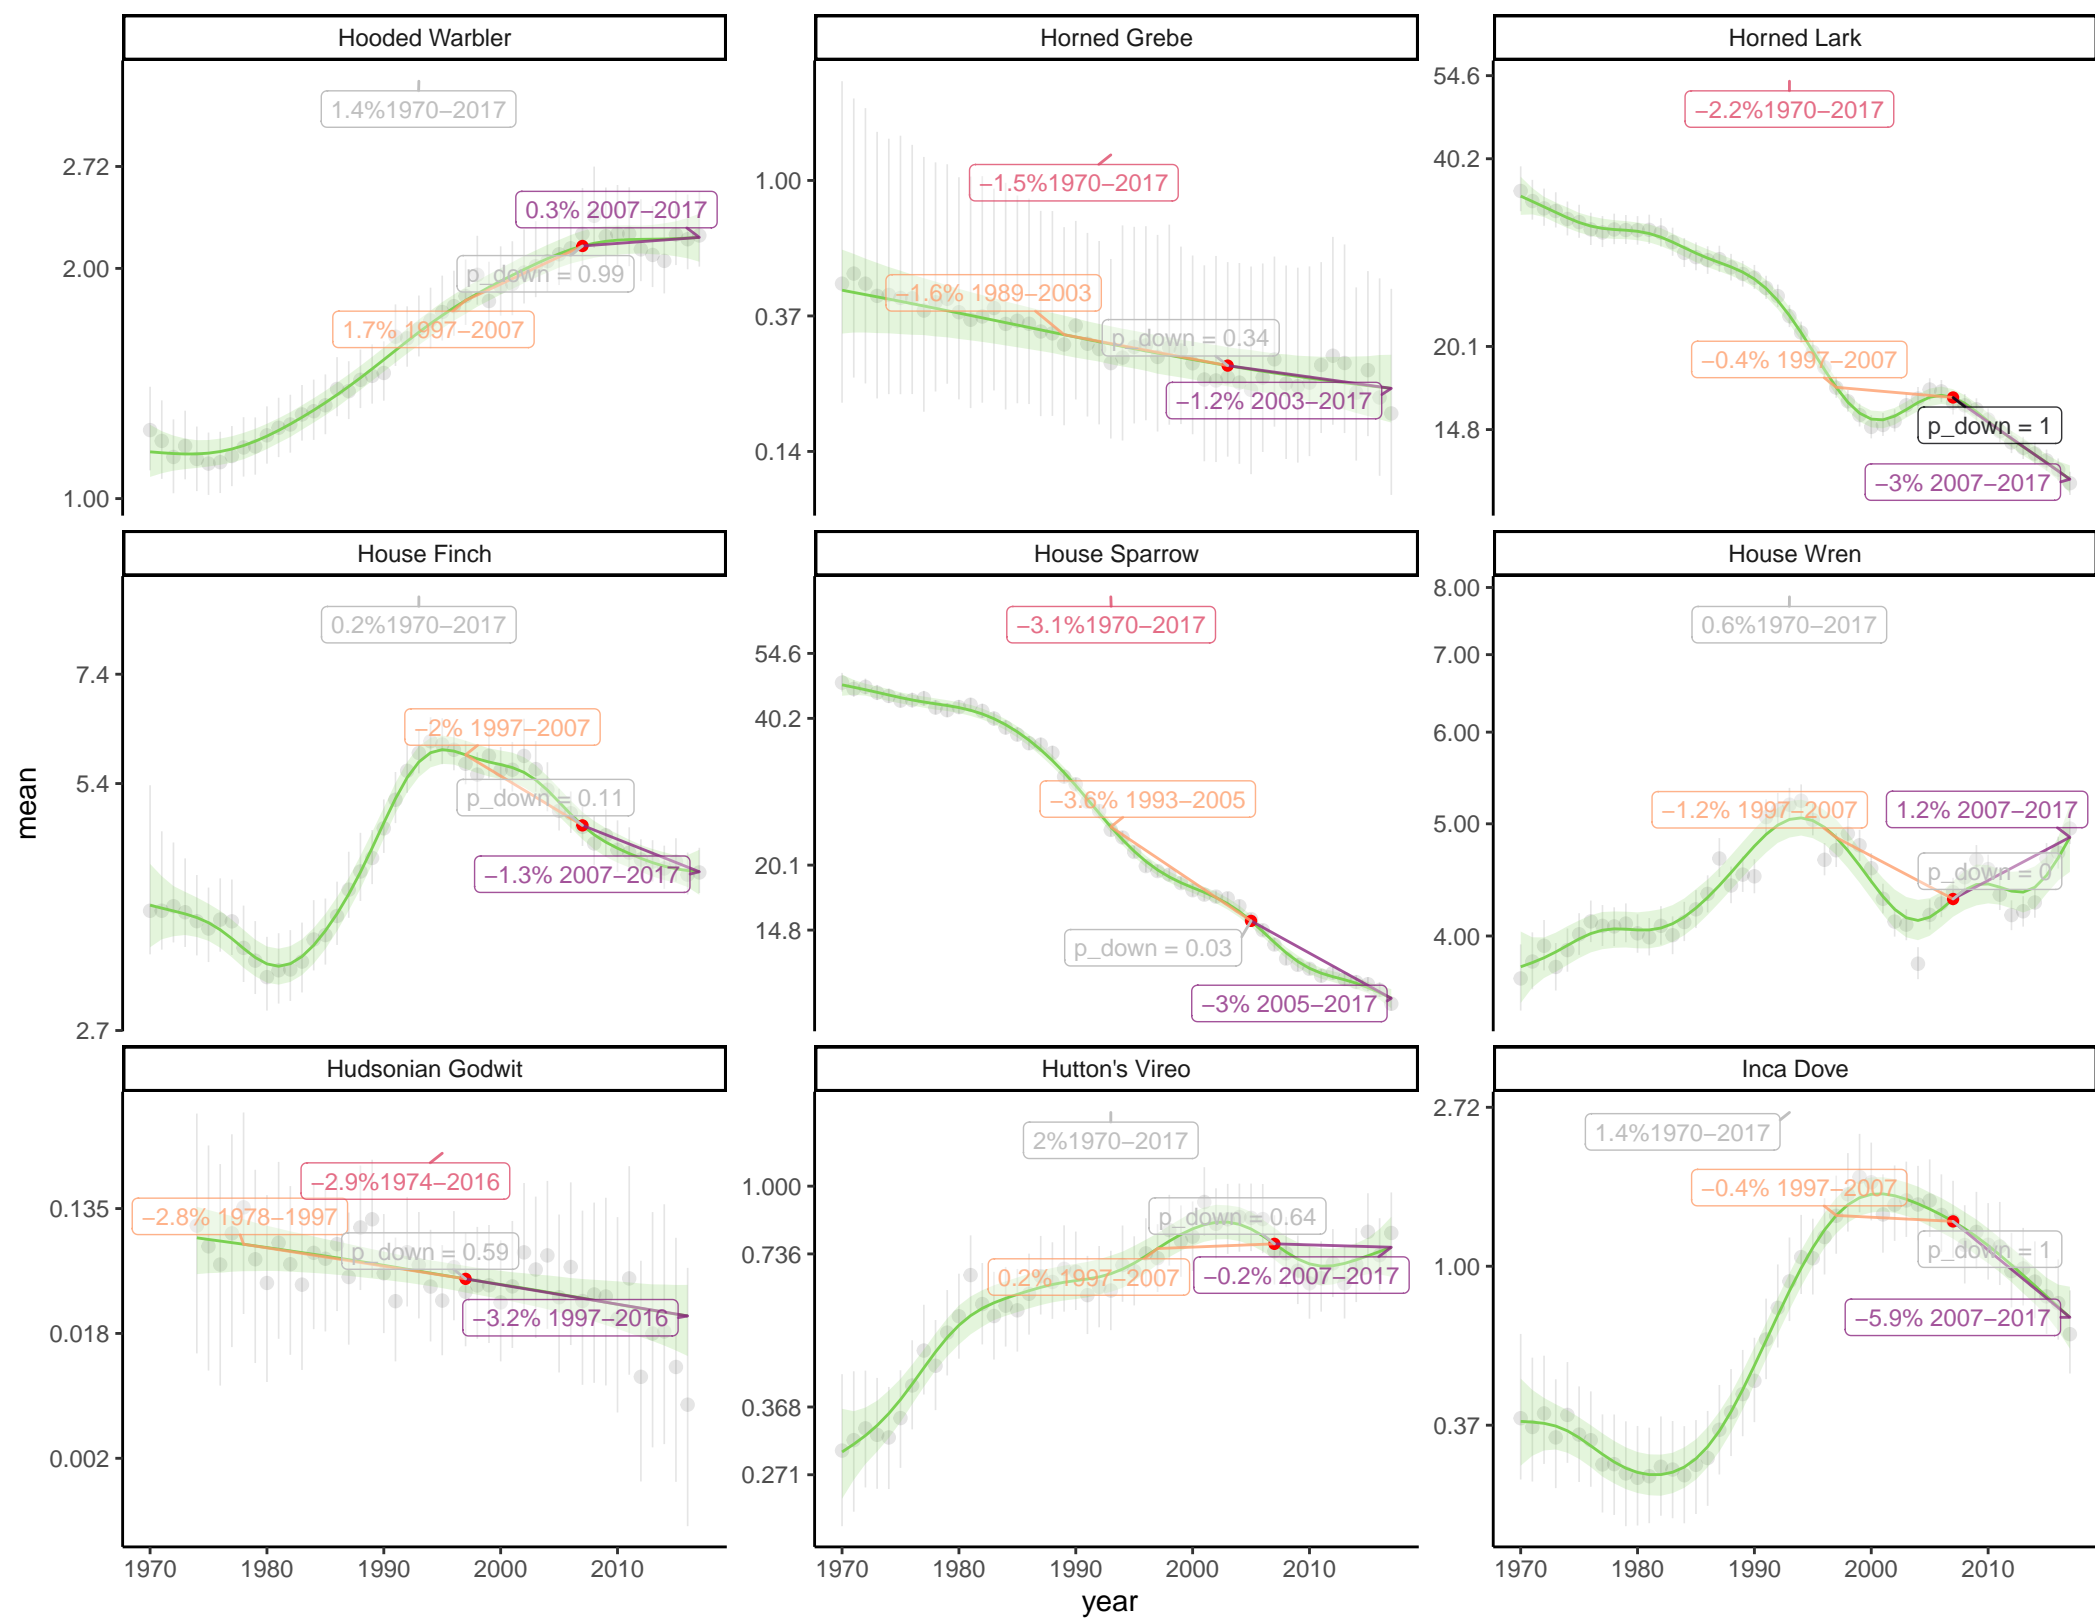 Hooded Warbler
1.4%1970−2017
2.72
0.3% 2007−2017
2.00
p_down = 0.99
1.7% 1997−2007
1.00
Horned Grebe
1.00
−1.5%1970−2017
−1.6% 1989−2003
0.37
p_down = 0.34
−1.2% 2003−2017
0.14
Horned Lark
54.6
−2.2%1970−2017
40.2
20.1
−0.4% 1997−2007
14.8
p_down = 1
−3% 2007−2017
House Finch
0.2%1970−2017
7.4
−2% 1997−2007
5.4
p_down = 0.11
−1.3% 2007−2017
2.7
House Sparrow
−3.1%1970−2017
54.6
40.2
−3.6% 1993−2005
20.1
14.8
p_down = 0.03
−3% 2005−2017
House Wren
8.00
0.6%1970−2017
7.00
6.00
−1.2% 1997−2007
1.2% 2007−2017
5.00
p_down = 0
4.00
mean
Hudsonian Godwit
−2.9%1974−2016
0.135
−2.8% 1978−1997
p_down = 0.59
−3.2% 1997−2016
0.018
0.002
1970 1980 1990 2000 2010
Hutton's Vireo
2%1970−2017
1.000
p_down = 0.64
0.736
0.2% 1997−2007
−0.2% 2007−2017
0.368
0.271
1970 1980 1990 2000 2010
Inca Dove
2.72
1.4%1970−2017
−0.4% 1997−2007
p_down = 1
1.00
−5.9% 2007−2017
0.37
1970 1980 1990 2000 2010
year